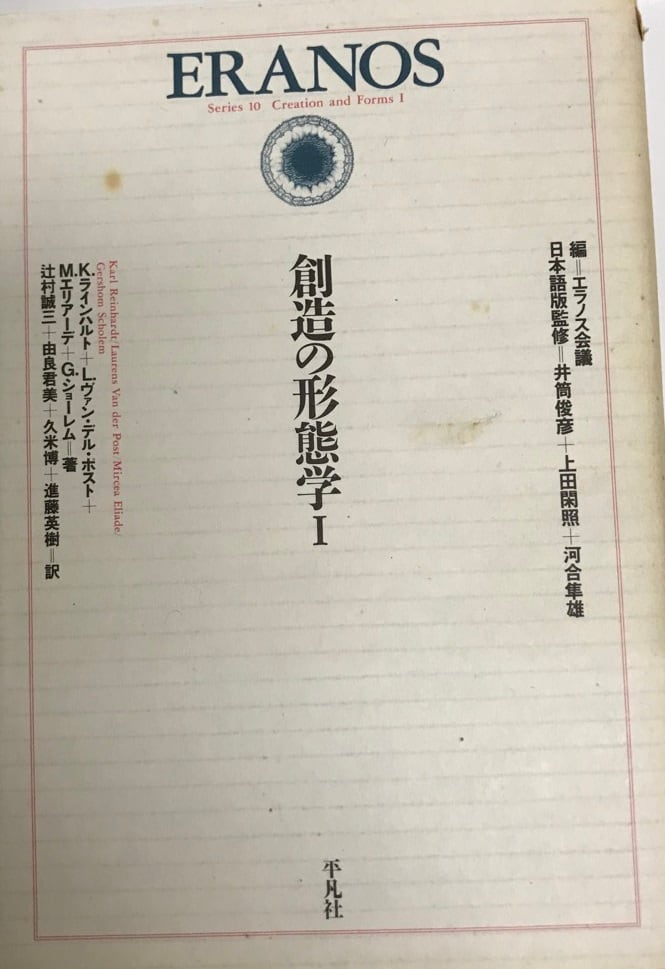 ERANOS
Series 10 Creation and Forms I
編＝エラノス会議
日本語版監修＝井筒俊彦＋上田閑照＋河合隼雄
創造の形態学I
Karl Reinhardt/Laurens Van der Post/Mircea Eliade/
Gershom Scholem
K.ラインハルト＋L.ヴァン・デル・ポスト＋
M.エリアーデ＋G.ショーレム＝著
辻村誠三＋由良君美＋久米博＋進藤英樹＝訳
平凡社